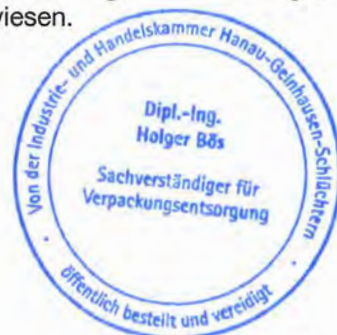 viesen.
Von der Industrie- und Handelskammer Hanau-Gelnhausen-Schlüchtern
Dipl.-Ing.
Holger Bös
Sachverständiger für
Verpackungsentsorgung
öffentlich bestellt und vereidigt